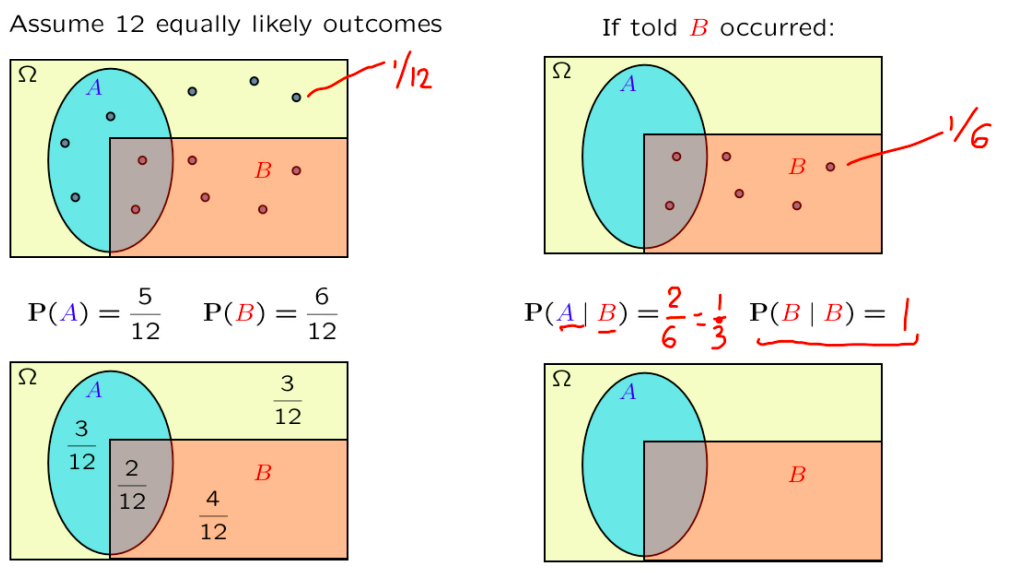 Assume 12 equally likely outcomes
If told B occurred:
Ω
A
B
1/12
Ω
A
B
1/6
P(A) = 5/12
P(B) = 6/12
P(A | B) = 2/6 = 1/3
P(B | B) = 1
Ω
A
3/12
3/12
2/12
B
4/12
Ω
A
B